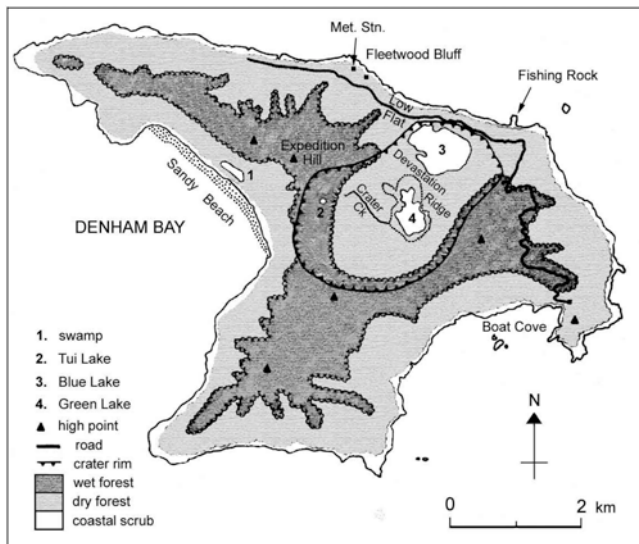 Met. Stn.
Fleetwood Bluff
Fishing Rock
Low
Flat
3
Expedition
Hill
Devastation
Ridge
1
Sandy Beach
2
Crater
Ck
4
DENHAM BAY
Boat Cove
1. swamp
2. Tui Lake
3. Blue Lake
4. Green Lake
high point
road
crater rim
wet forest
dry forest
coastal scrub
N
0 2 km